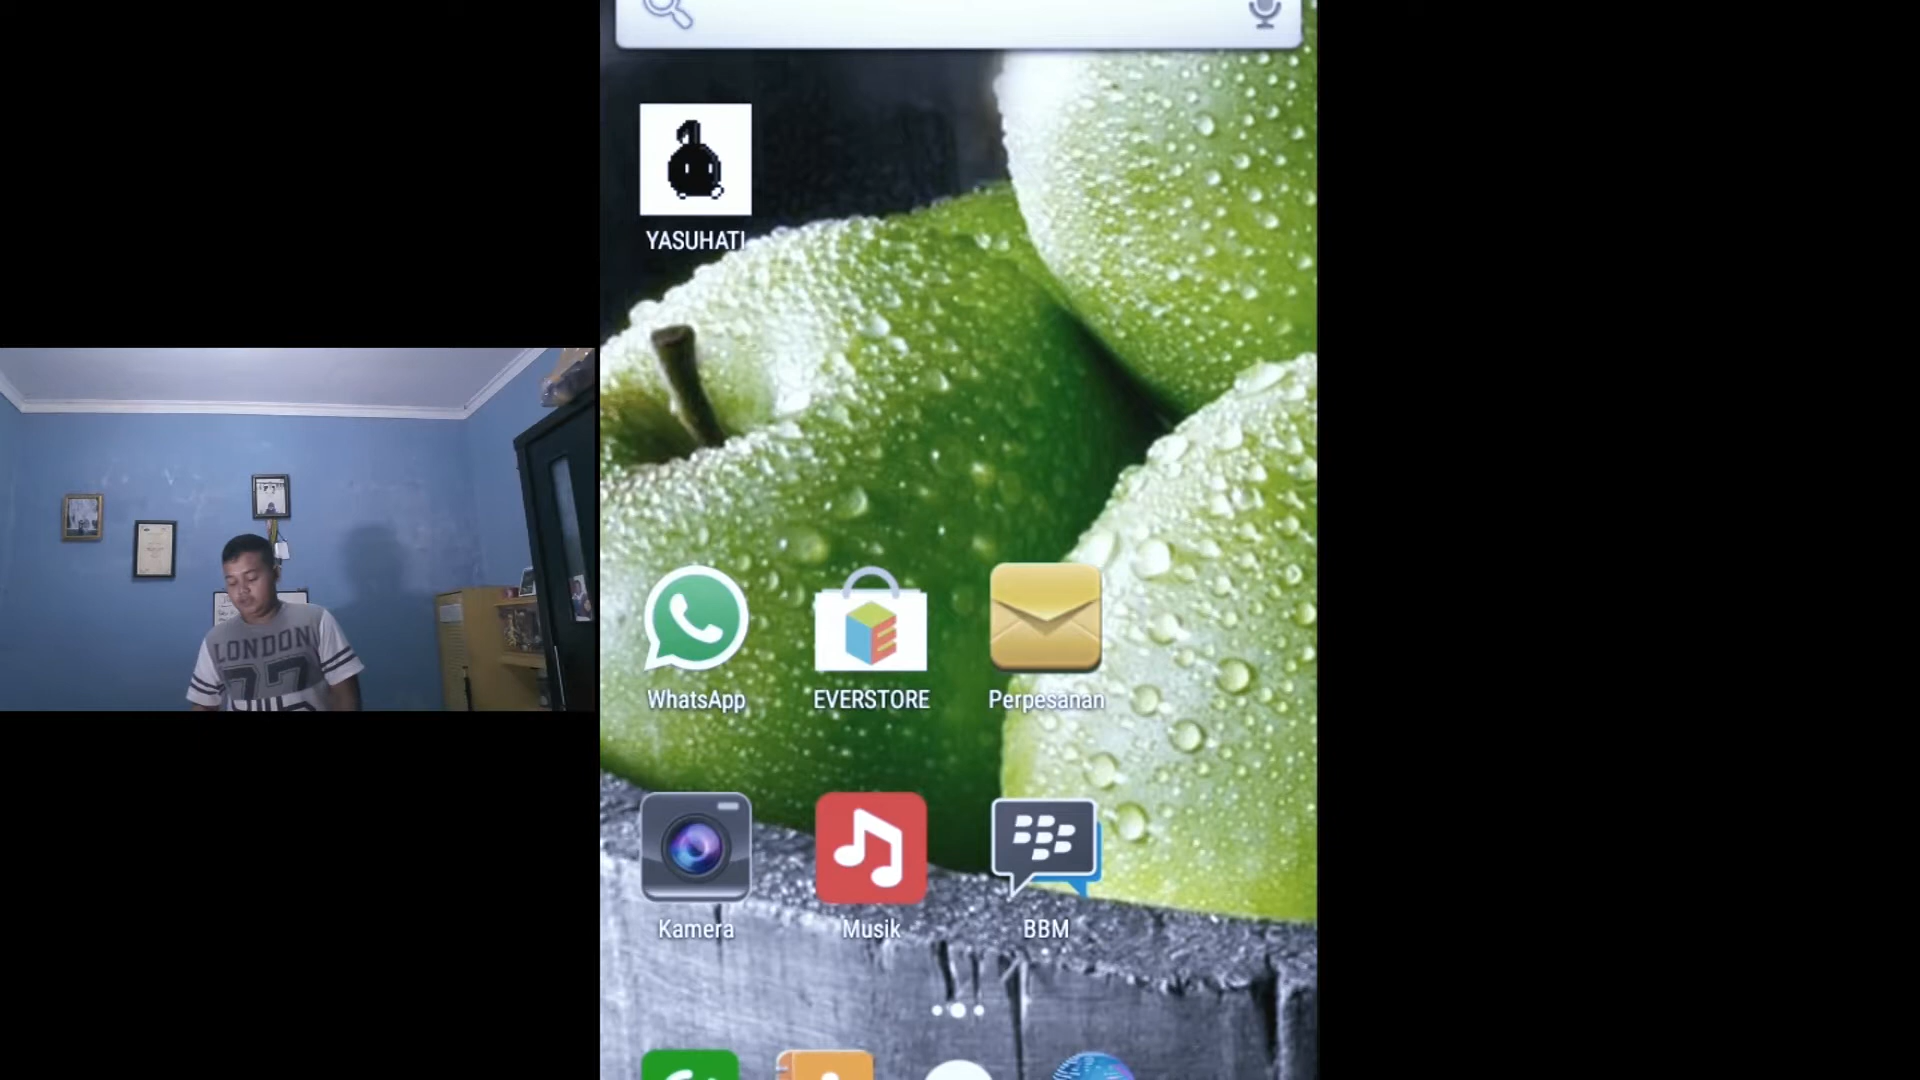 YASUHATI
WhatsApp
EVERSTORE
Perpesanan
Kamera
Musik
BBM
LONDON